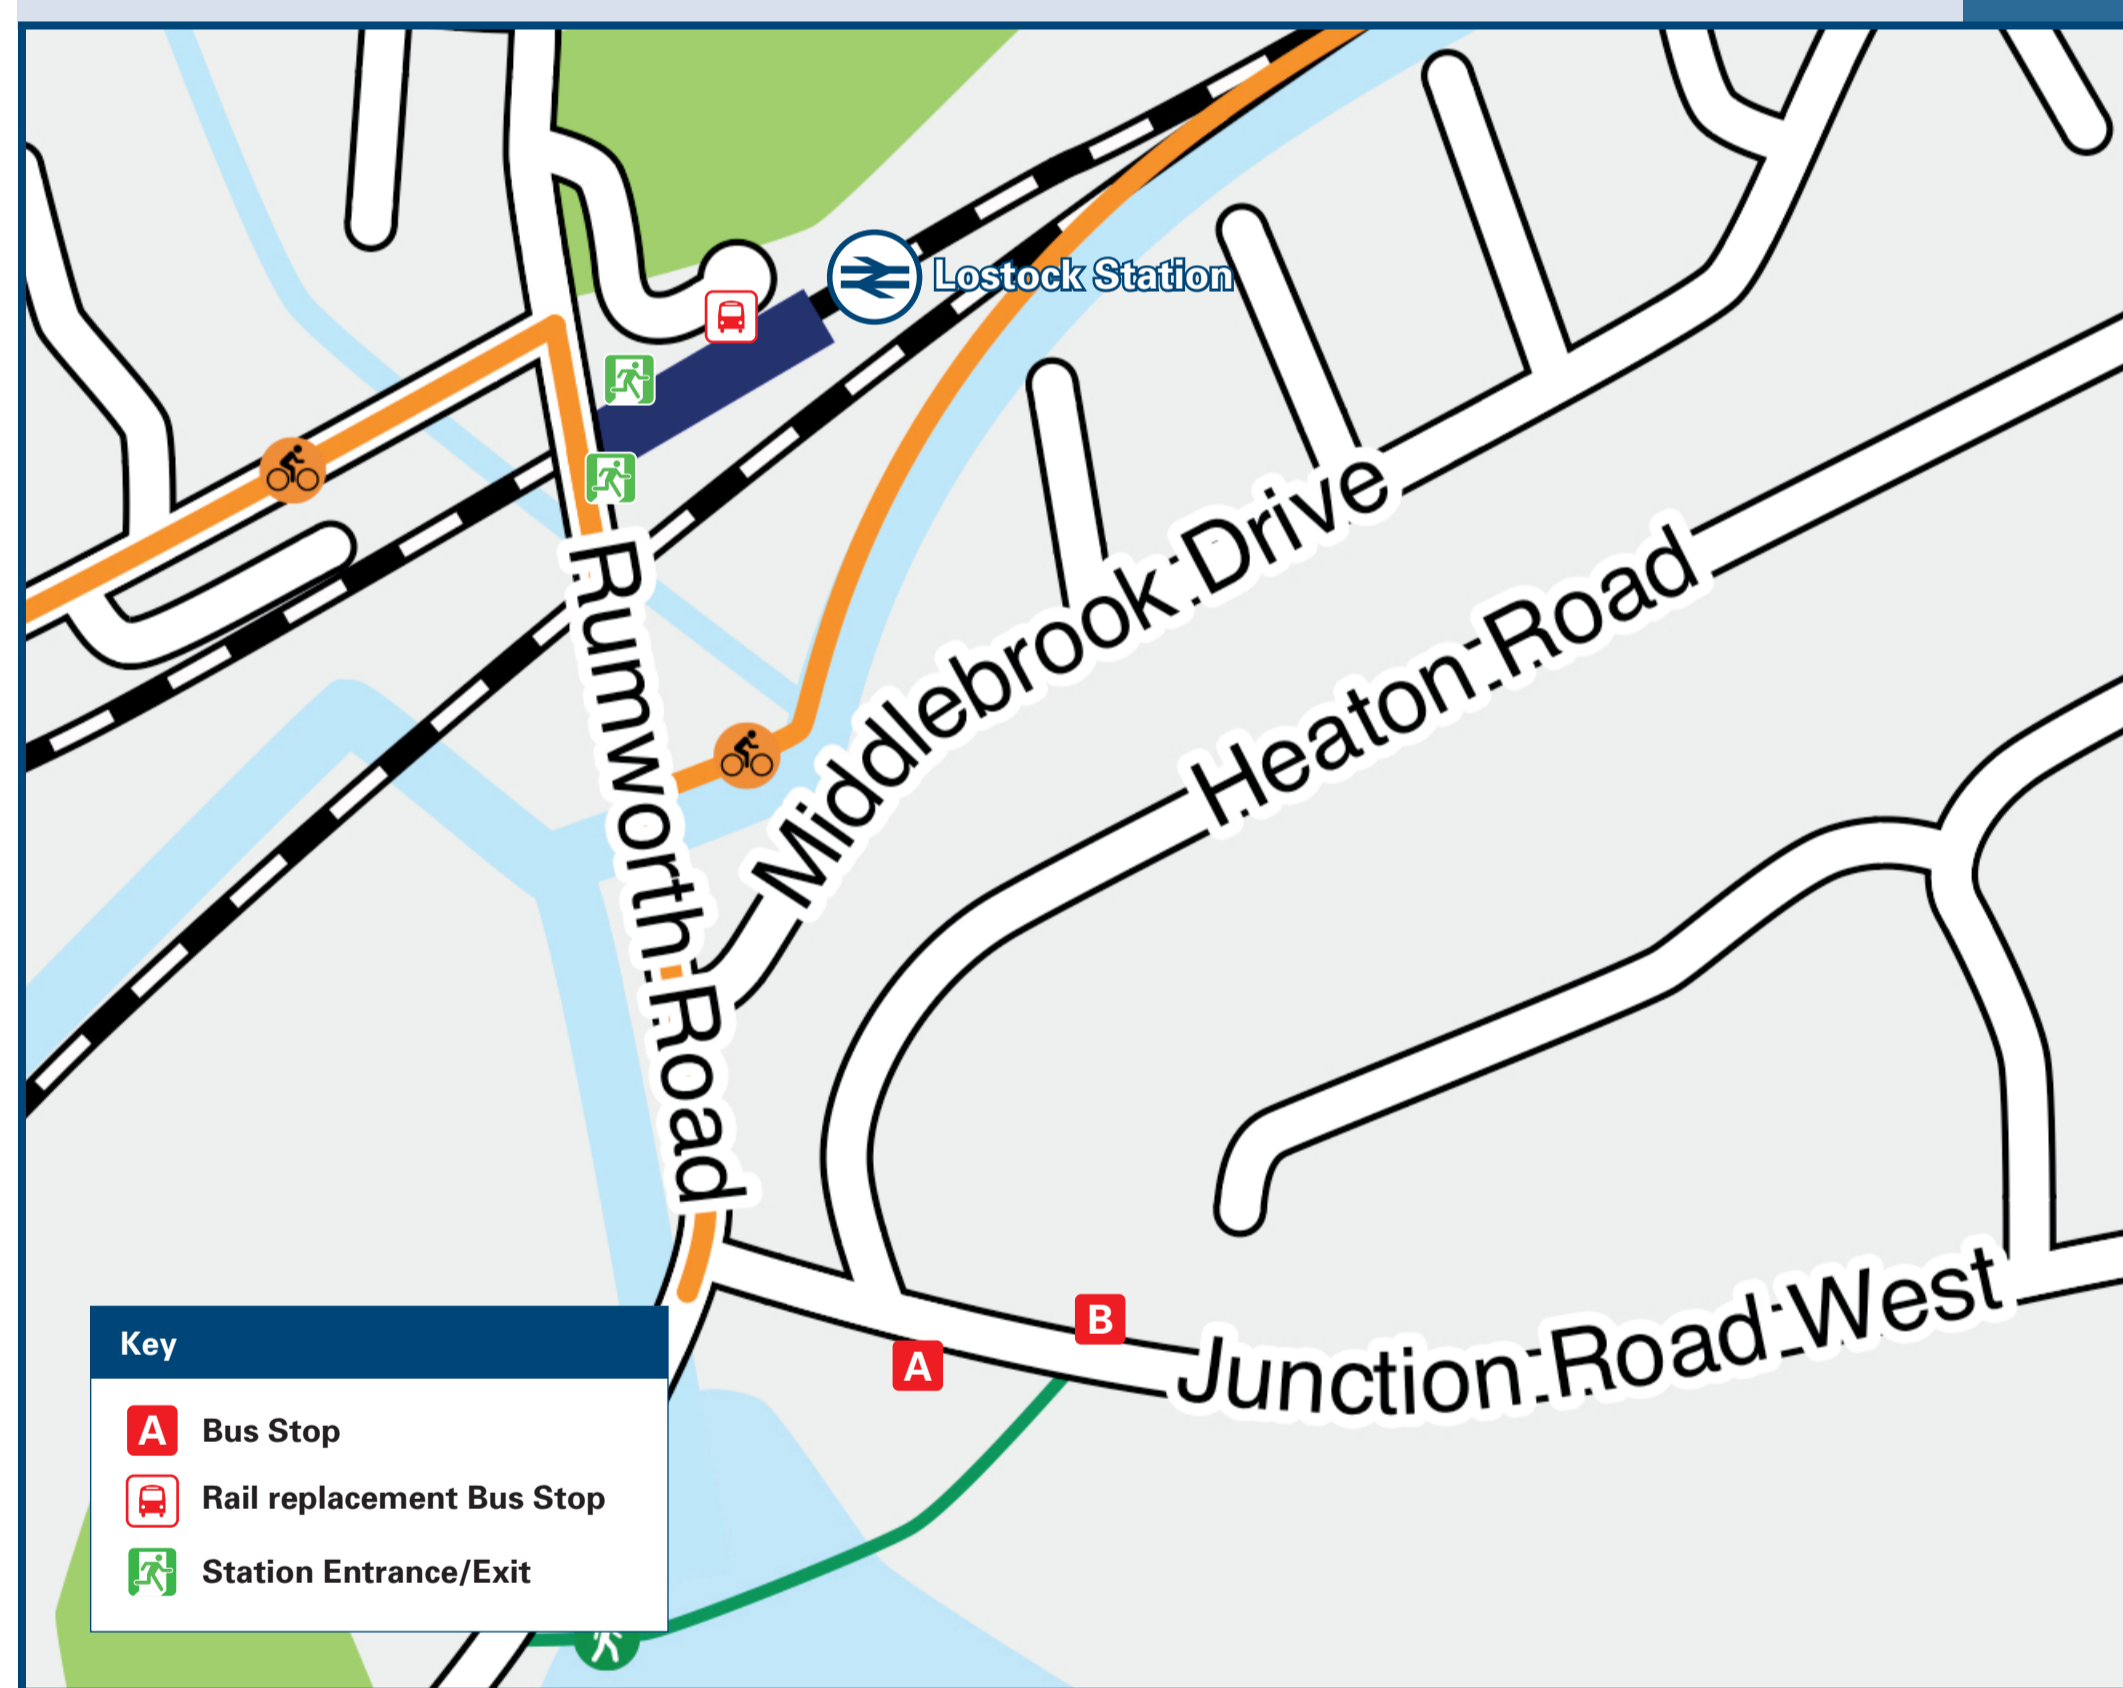 Lostock Station
Rumworth Road
Middlebrook Drive
Heaton Road
B
A
Junction Road West
Key
A Bus Stop
Rail replacement Bus Stop
Station Entrance/Exit